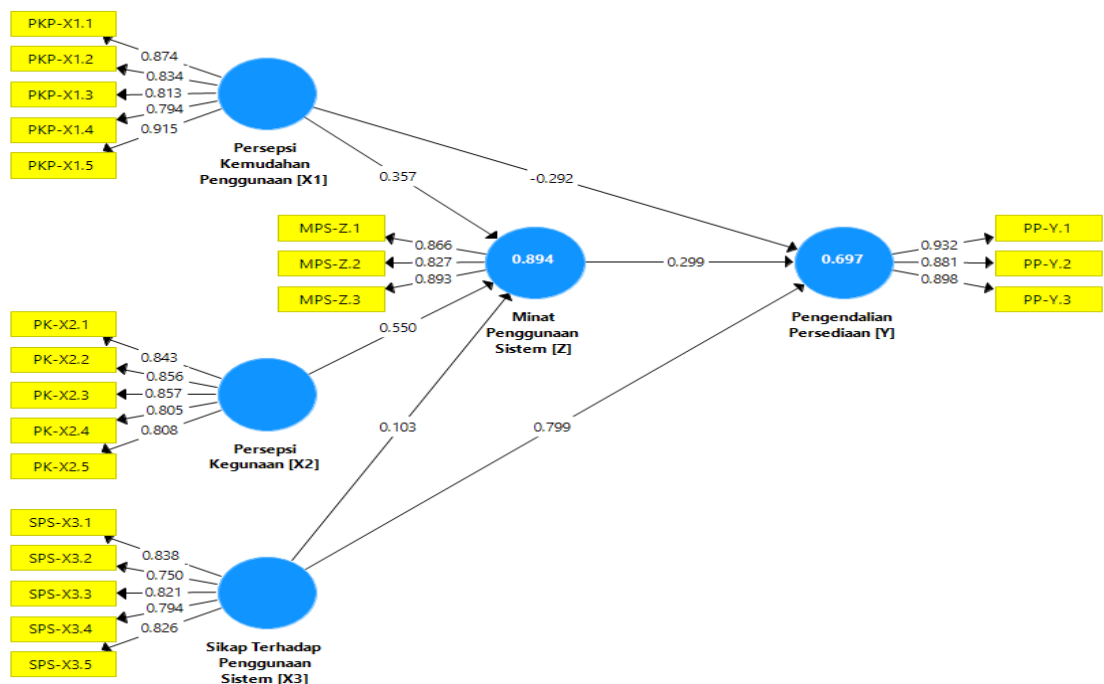 PKP-X1.1
PKP-X1.2
PKP-X1.3
PKP-X1.4
PKP-X1.5
0.874
0.834
0.813
0.794
0.915
Persepsi
Kemudahan
Penggunaan [X1]
0.357
-0.292
MPS-Z.1
MPS-Z.2
MPS-Z.3
0.866
0.827
0.893
0.894
Minat
Penggunaan
Sistem [Z]
0.299
0.697
Pengendalian
Persediaan [Y]
0.932
0.881
0.898
PP-Y.1
PP-Y.2
PP-Y.3
PK-X2.1
PK-X2.2
PK-X2.3
PK-X2.4
PK-X2.5
0.843
0.856
0.857
0.805
0.808
Persepsi
Kegunaan [X2]
0.550
0.103
0.799
SPS-X3.1
SPS-X3.2
SPS-X3.3
SPS-X3.4
SPS-X3.5
0.838
0.750
0.821
0.794
0.826
Sikap Terhadap
Penggunaan
Sistem [X3]